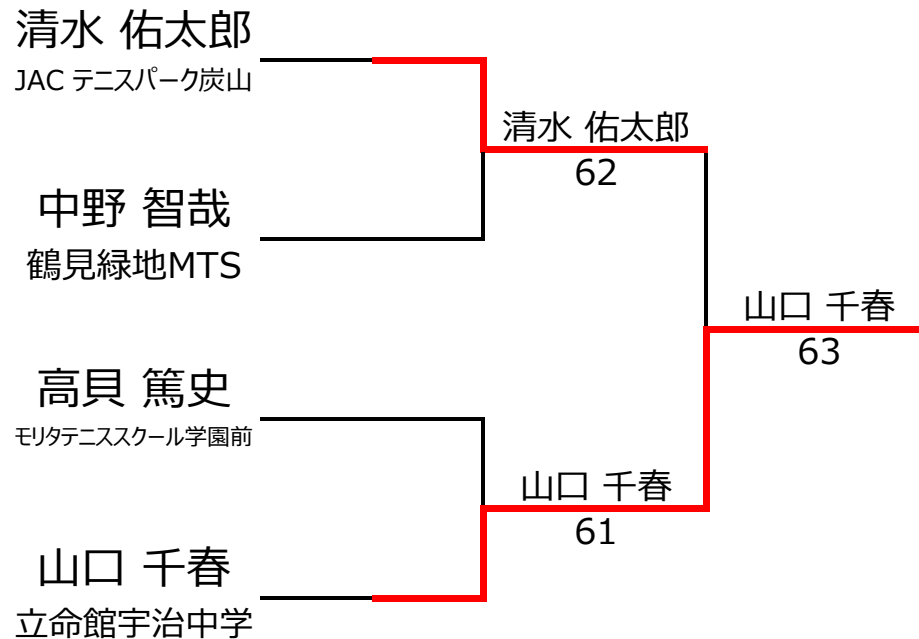 清水 佑太郎
JAC テニスパーク炭山
清水 佑太郎
62
中野 智哉
鶴見緑地MTS
山口 千春
63
高貝 篤史
モリタテニススクール学園前
山口 千春
61
山口 千春
立命館宇治中学